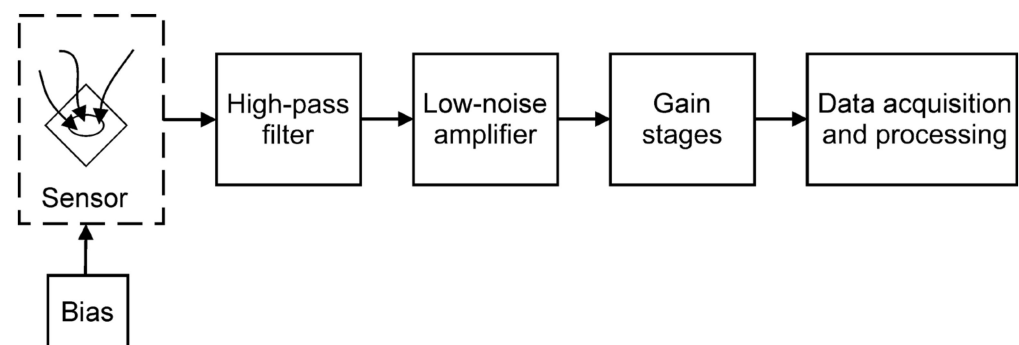 Sensor
Bias
High-pass
filter
Low-noise
amplifier
Gain
stages
Data acquisition
and processing